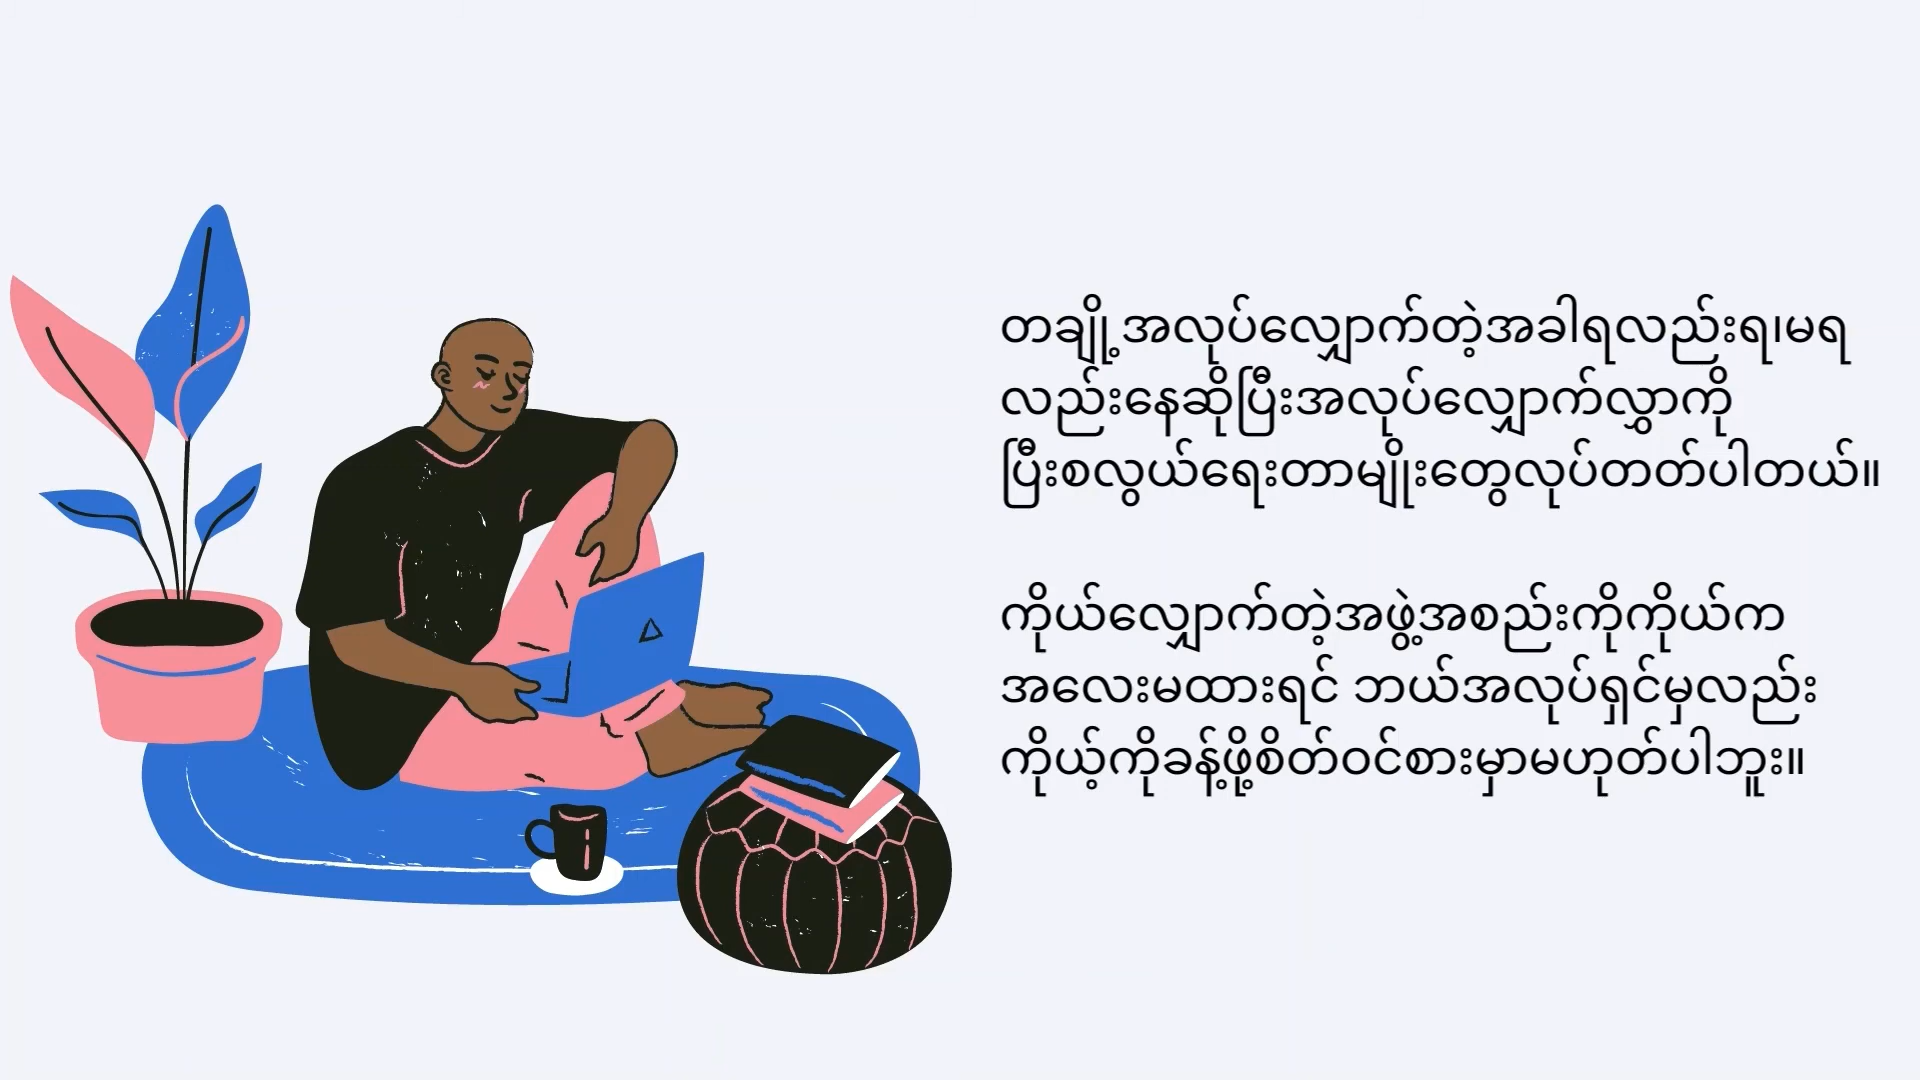 တချို့အလုပ်လျှောက်တဲ့အခါရလည်းရ၊မရ
လည်းနေဆိုပြီးအလုပ်လျှောက်လွှာကို
ပြီးစလွယ်ရေးတာမျိုးတွေလုပ်တတ်ပါတယ်။
ကိုယ်လျှောက်တဲ့အဖွဲ့အစည်းကိုကိုယ်က
အလေးမထားရင် ဘယ်အလုပ်ရှင်မှလည်း
ကိုယ့်ကိုခန့်ဖို့စိတ်ဝင်စားမှာမဟုတ်ပါဘူး။